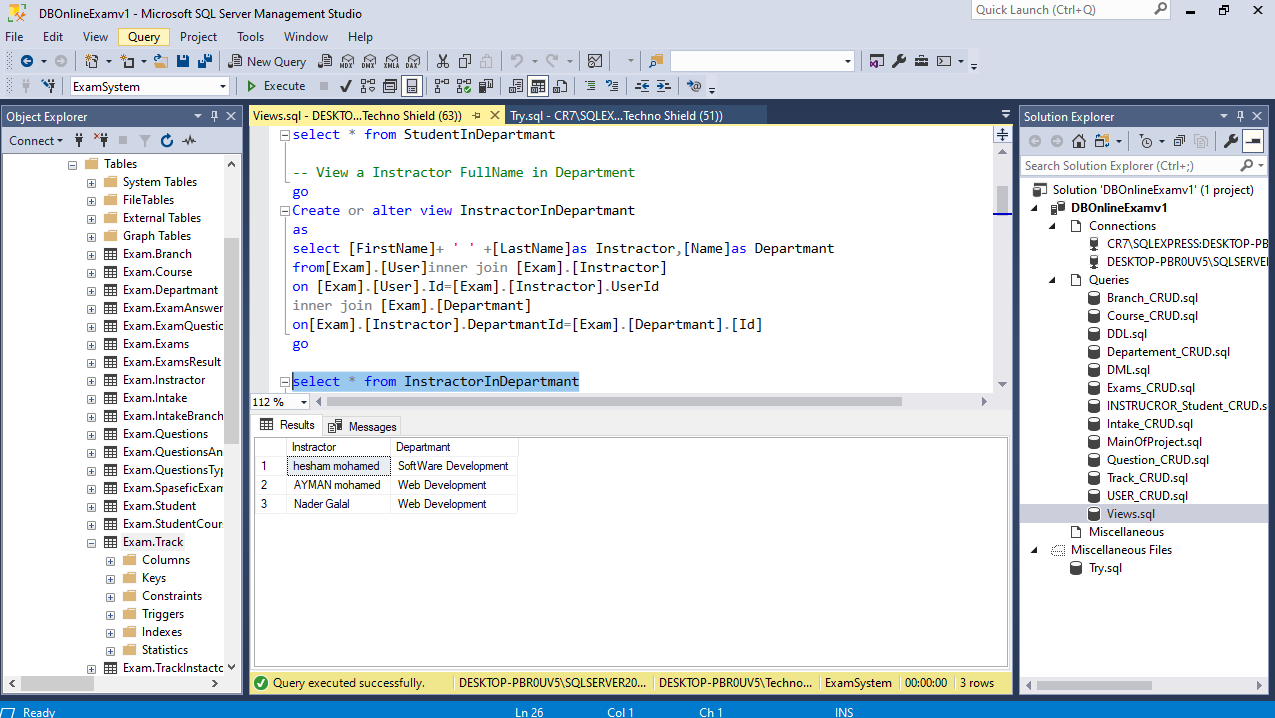 DBOnlineExamv1 - Microsoft SQL Server Management Studio
Quick Launch (Ctrl+Q)
File Edit View Query Project Tools Window Help
New Query MDX DMX XMLA DAX
ExamSystem Execute
Object Explorer
Connect
Tables
System Tables
FileTables
External Tables
Graph Tables
Exam.Branch
Exam.Course
Exam.Departmant
Exam.ExamAnswer
Exam.ExamQuestic
Exam.Exams
Exam.ExamsResult
Exam.Instractor
Exam.Intake
Exam.IntakeBranch
Exam.Questions
Exam.QuestionsAn
Exam.QuestionsTyp
Exam.SpaseficExam
Exam.Student
Exam.StudentCour
Exam.Track
Columns
Keys
Constraints
Triggers
Indexes
Statistics
Exam.TrackInstacto
Views.sql - DESKTO...Techno Shield (63)) Try.sql - CR7\SQLEX...Techno Shield (51))
select * from StudentInDepartmant
-- View a Instractor FullName in Department
go
Create or alter view InstractorInDepartmant
as
select [FirstName]+ ' ' +[LastName]as Instractor,[Name]as Departmant
from[Exam].[User]inner join [Exam].[Instractor]
on [Exam].[User].Id=[Exam].[Instractor].UserId
inner join [Exam].[Departmant]
on[Exam].[Instractor].DepartmantId=[Exam].[Departmant].[Id]
go
select * from InstractorInDepartmant
112 %
Results Messages
Instractor Departmant
1 hesham mohamed SoftWare Development
2 AYMAN mohamed Web Development
3 Nader Galal Web Development
Query executed successfully. DESKTOP-PBR0UV5\SQLSERVER20... DESKTOP-PBR0UV5\Techno... ExamSystem 00:00:00 3 rows
Solution Explorer
Search Solution Explorer (Ctrl+;)
Solution 'DBOnlineExamv1' (1 project)
DBOnlineExamv1
Connections
CR7\SQLEXPRESS:DESKTOP-PB
DESKTOP-PBR0UV5\SQLSERVER
Queries
Branch_CRUD.sql
Course_CRUD.sql
DDL.sql
Departement_CRUD.sql
DML.sql
Exams_CRUD.sql
INSTRUCROR_Student_CRUD.s
Intake_CRUD.sql
MainOfProject.sql
Question_CRUD.sql
Track_CRUD.sql
USER_CRUD.sql
Views.sql
Miscellaneous
Miscellaneous Files
Try.sql
Ready Ln 26 Col 1 Ch 1 INS